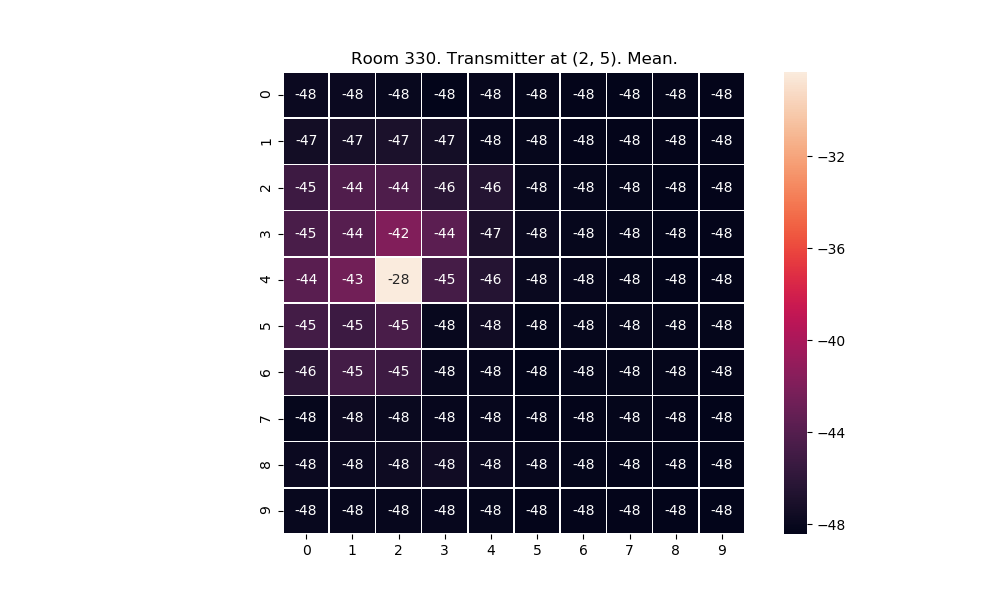 Room 330. Transmitter at (2, 5). Mean.
0 -48 -48 -48 -48 -48 -48 -48 -48 -48 -48
1 -47 -47 -47 -47 -48 -48 -48 -48 -48 -48
2 -45 -44 -44 -46 -46 -48 -48 -48 -48 -48
3 -45 -44 -42 -44 -47 -48 -48 -48 -48 -48
4 -44 -43 -28 -45 -46 -48 -48 -48 -48 -48
5 -45 -45 -45 -48 -48 -48 -48 -48 -48 -48
6 -46 -45 -45 -48 -48 -48 -48 -48 -48 -48
7 -48 -48 -48 -48 -48 -48 -48 -48 -48 -48
8 -48 -48 -48 -48 -48 -48 -48 -48 -48 -48
9 -48 -48 -48 -48 -48 -48 -48 -48 -48 -48
0 1 2 3 4 5 6 7 8 9
−32
−36
−40
−44
−48